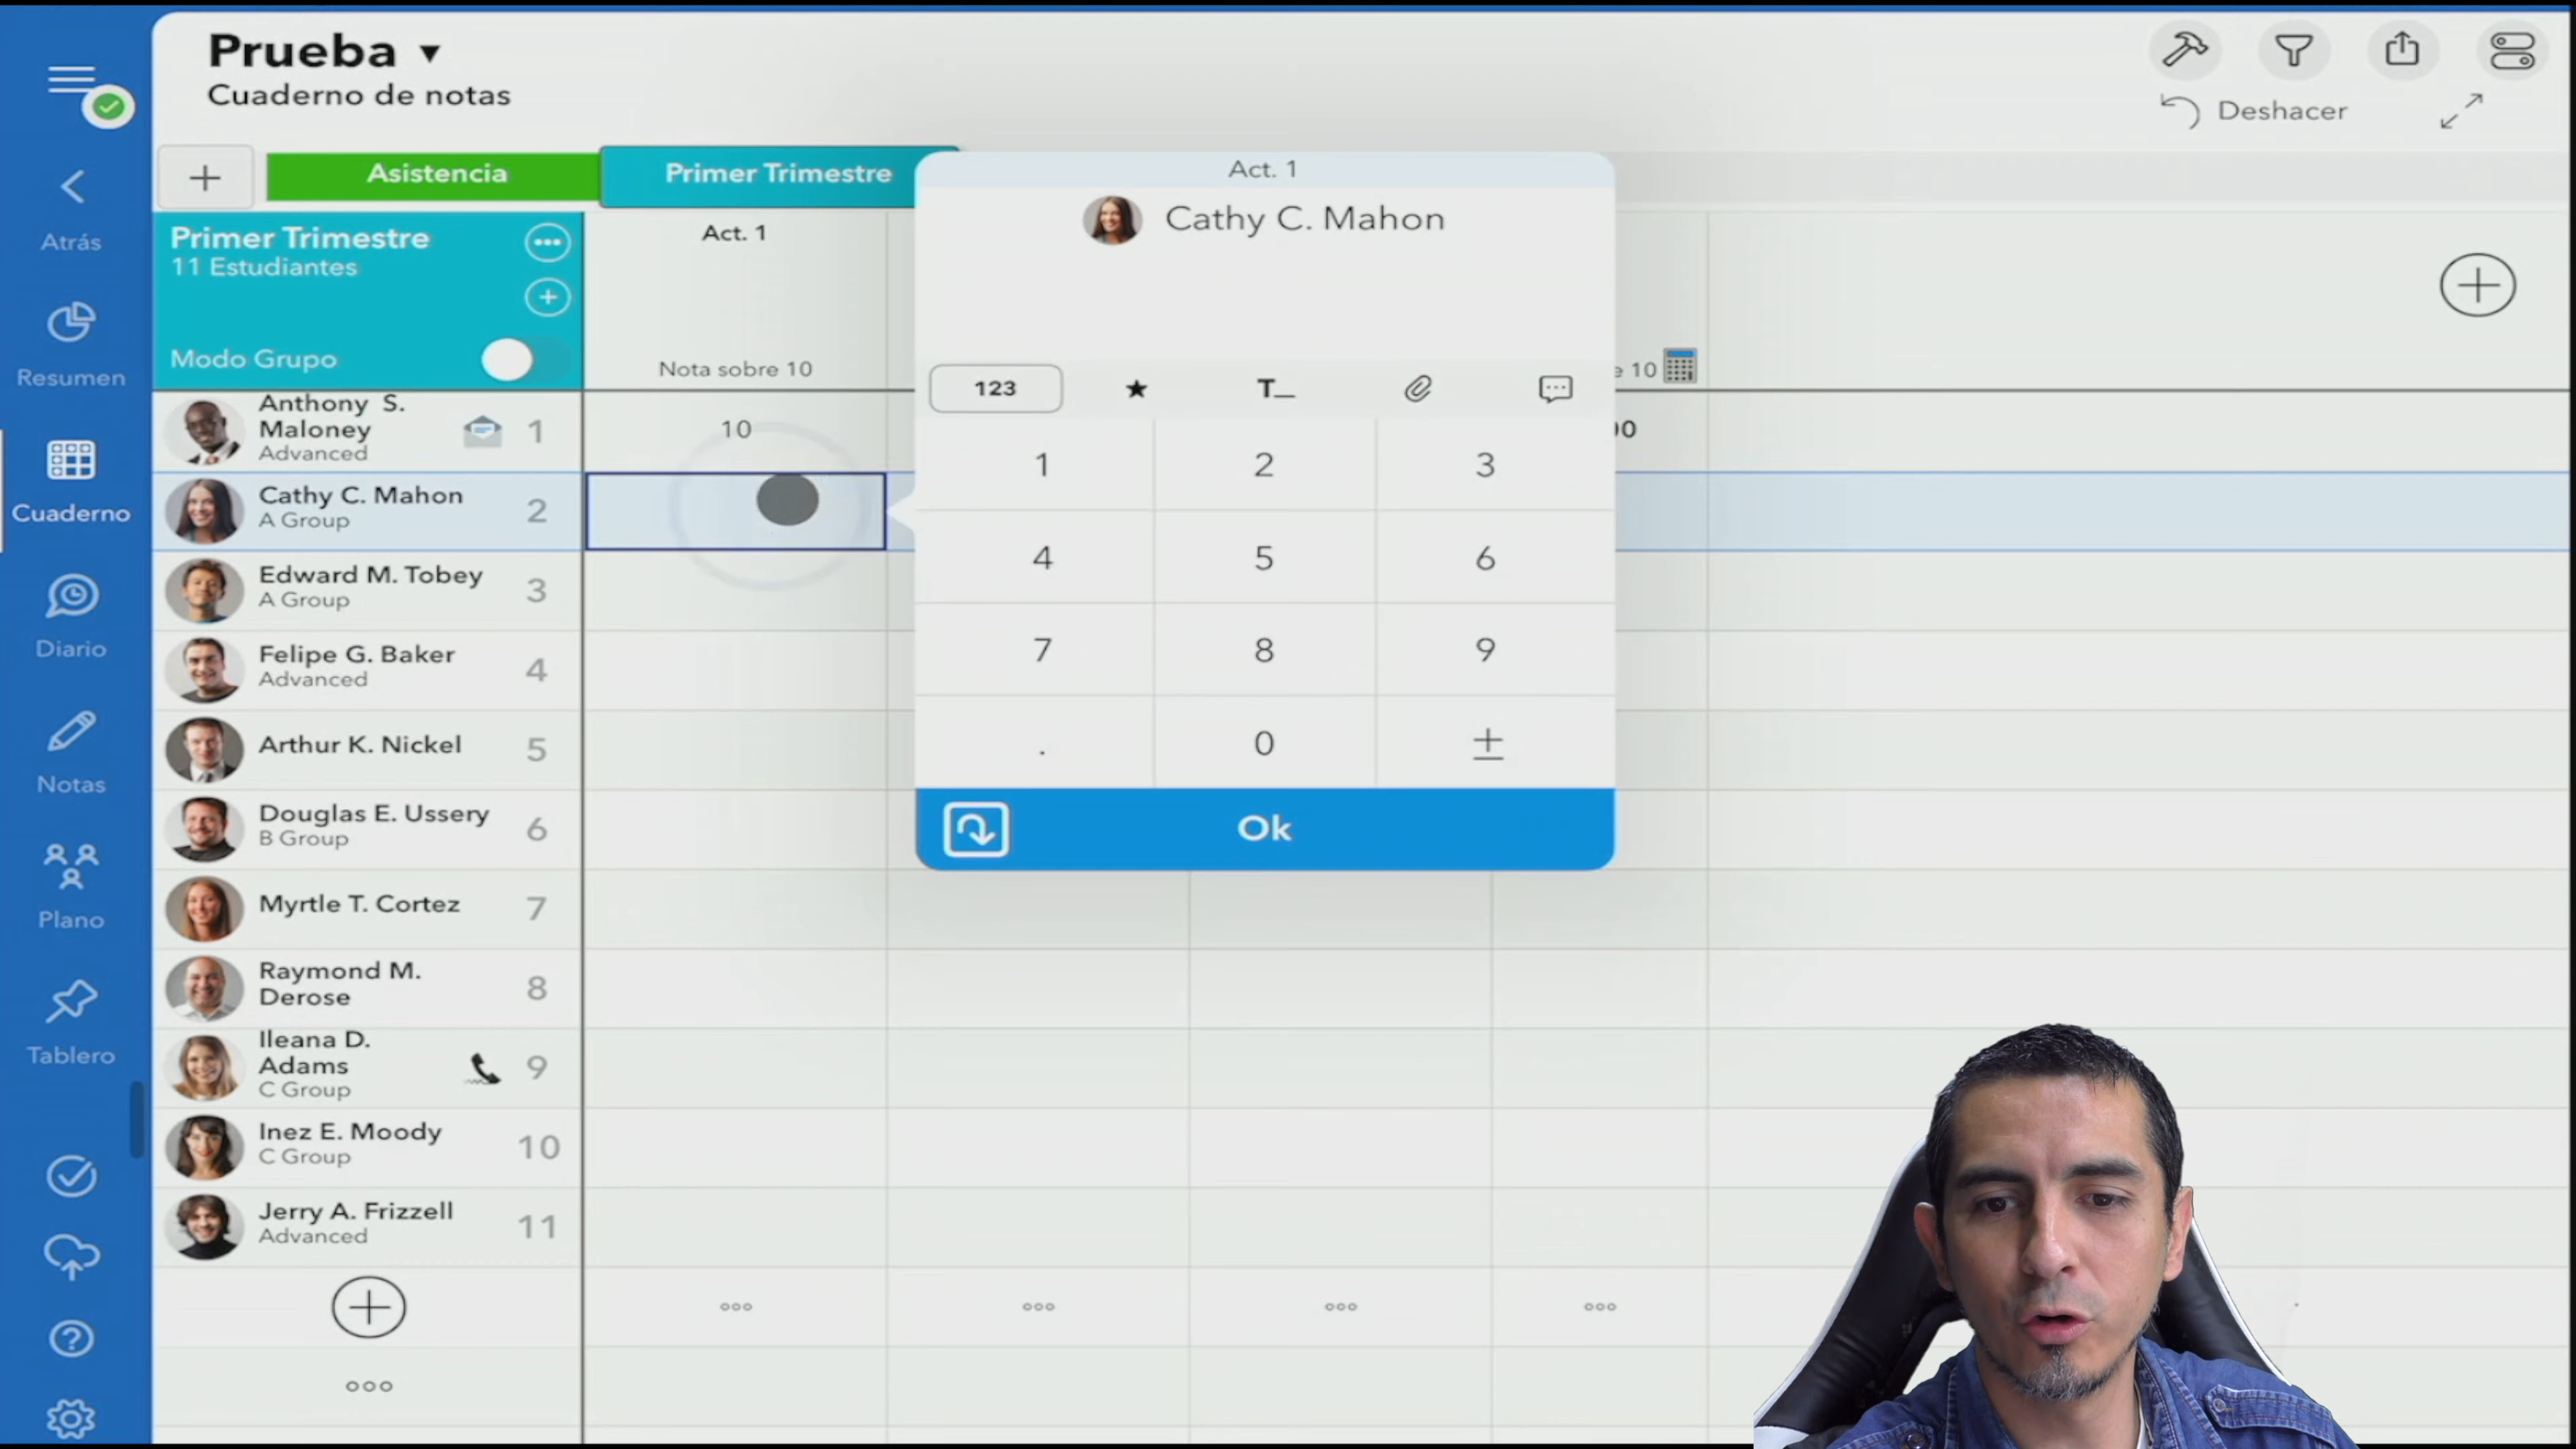 Prueba ▼
Cuaderno de notas
Deshacer
Atrás
Resumen
Cuaderno
Diario
Notas
Plano
Tablero
Asistencia
Primer Trimestre
Primer Trimestre
11 Estudiantes
Modo Grupo
Act. 1
Nota sobre 10
10
Anthony S.
Maloney
Advanced
1
10
Cathy C. Mahon
A Group
2
Edward M. Tobey
A Group
3
Felipe G. Baker
Advanced
4
Arthur K. Nickel
5
Douglas E. Ussery
B Group
6
Myrtle T. Cortez
7
Raymond M.
Derose
8
Ileana D.
Adams
C Group
9
Inez E. Moody
C Group
10
Jerry A. Frizzell
Advanced
11
Act. 1
Cathy C. Mahon
123 ★ T_
1 2 3
4 5 6
7 8 9
. 0 ±
Ok